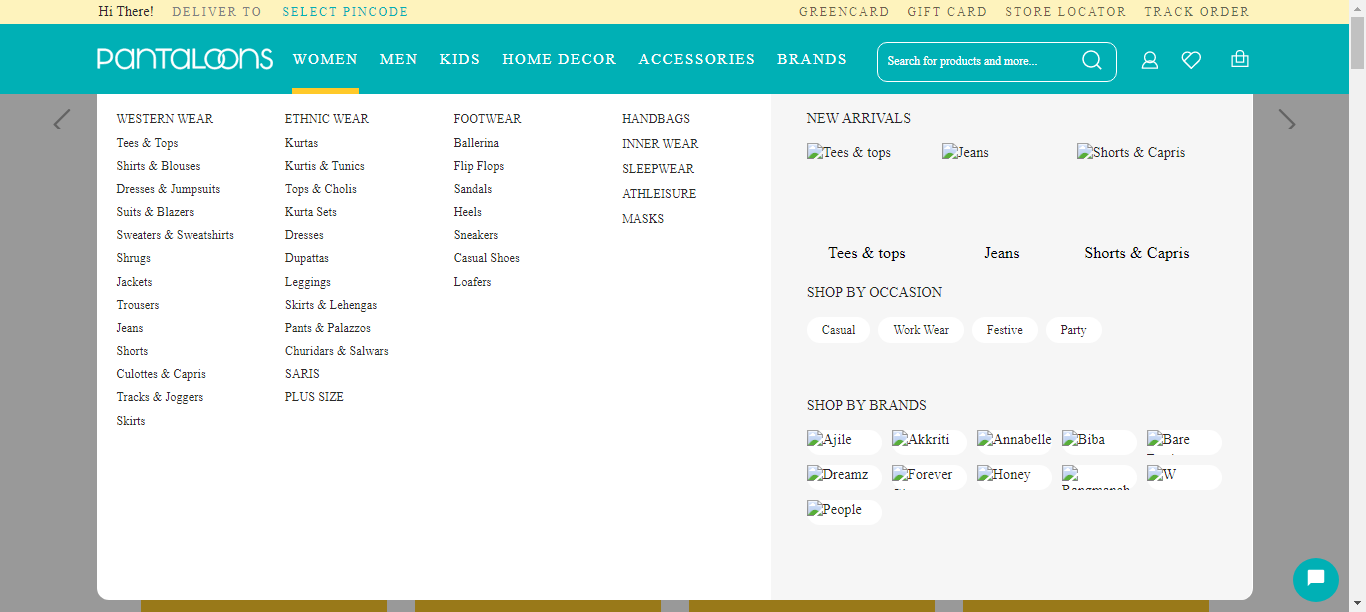 Hi There! DELIVER TO SELECT PINCODE GREENCARD GIFT CARD STORE LOCATOR TRACK ORDER
PANTALOONS WOMEN MEN KIDS HOME DECOR ACCESSORIES BRANDS Search for products and more...
WESTERN WEAR
Tees & Tops
Shirts & Blouses
Dresses & Jumpsuits
Suits & Blazers
Sweaters & Sweatshirts
Shrugs
Jackets
Trousers
Jeans
Shorts
Culottes & Capris
Tracks & Joggers
Skirts
ETHNIC WEAR
Kurtas
Kurtis & Tunics
Tops & Cholis
Kurta Sets
Dresses
Dupattas
Leggings
Skirts & Lehengas
Pants & Palazzos
Churidars & Salwars
SARIS
PLUS SIZE
FOOTWEAR
Ballerina
Flip Flops
Sandals
Heels
Sneakers
Casual Shoes
Loafers
HANDBAGS
INNER WEAR
SLEEPWEAR
ATHLEISURE
MASKS
NEW ARRIVALS
Tees & tops Jeans Shorts & Capris
Tees & tops Jeans Shorts & Capris
SHOP BY OCCASION
Casual Work Wear Festive Party
SHOP BY BRANDS
Ajile Akkriti Annabelle Biba Bare
Dreamz Forever Honey W
People